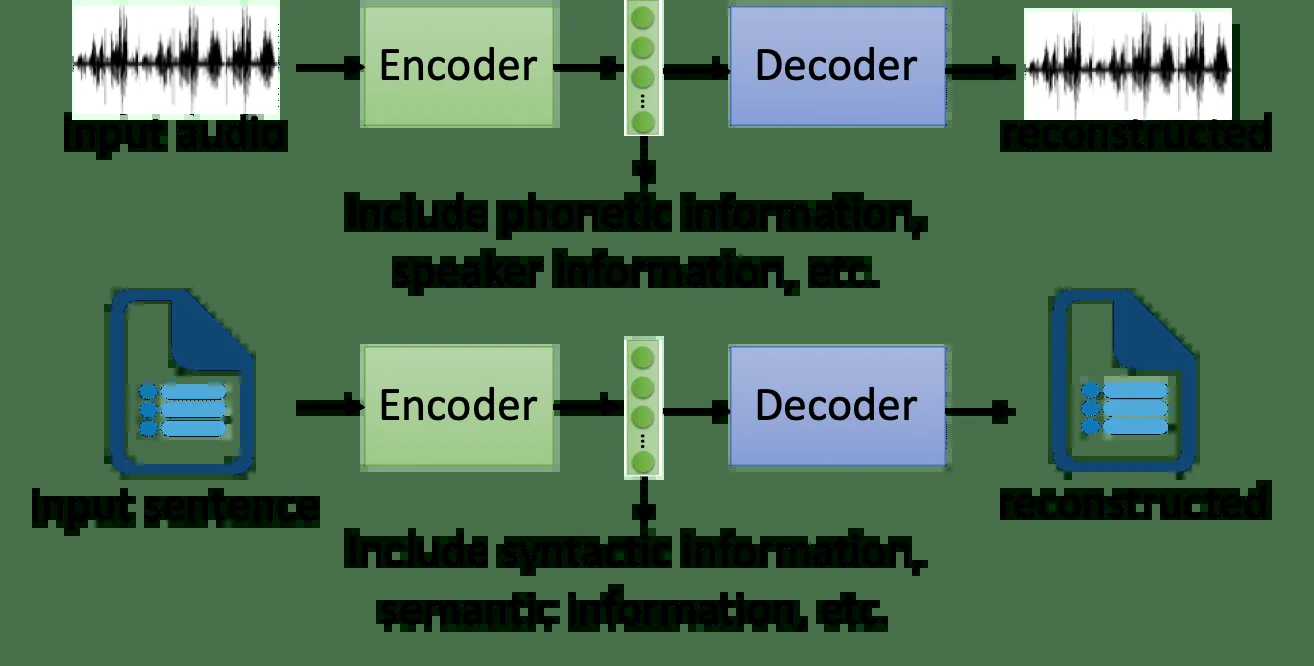 Encoder
Decoder
input audio
reconstructed
Include phonetic information,
speaker information, etc.
Encoder
Decoder
input sentence
reconstructed
Include syntactic information,
semantic information, etc.